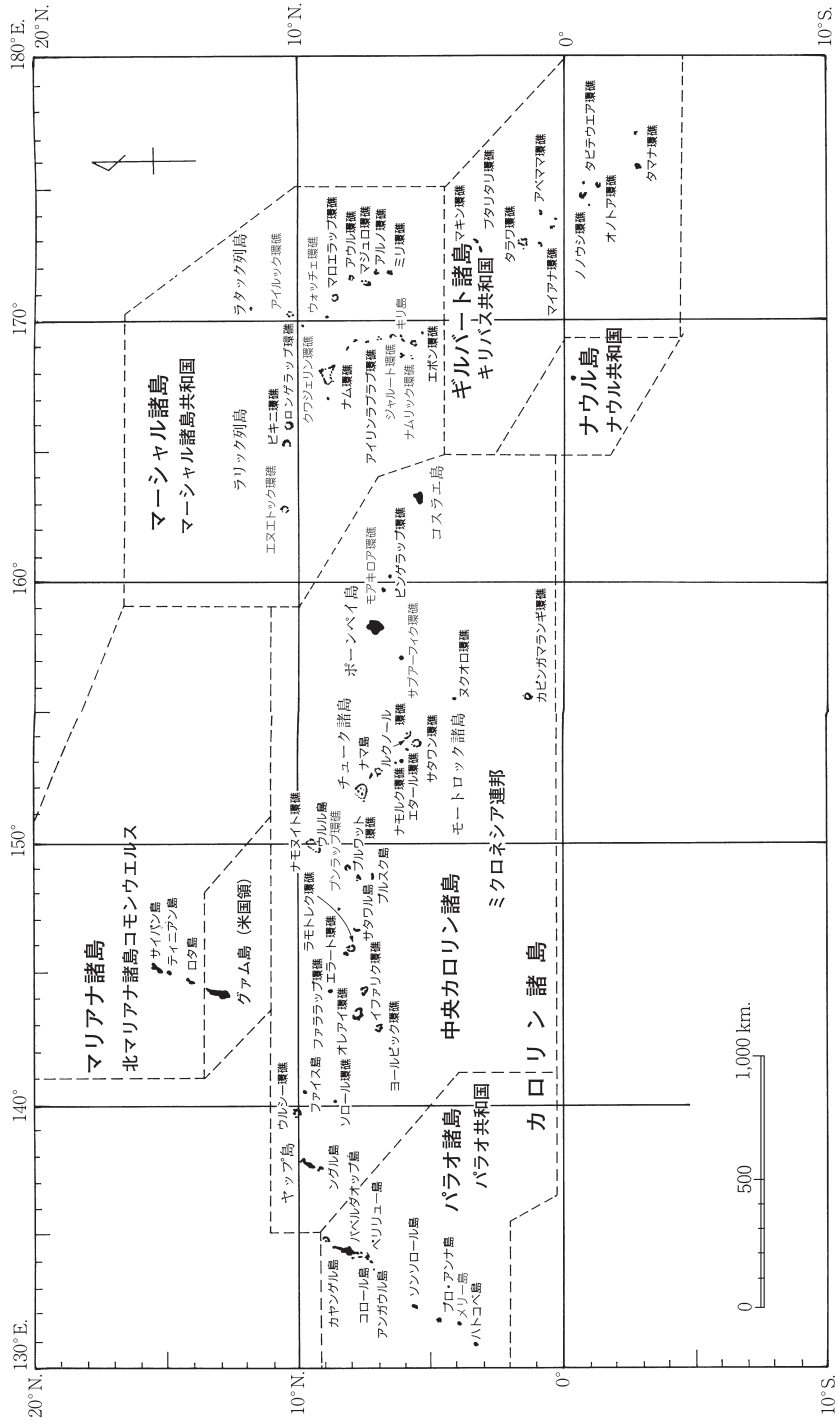 180°E.
20°N.
10°N.
0°
10°S.
170°
160°
150°
140°
130°E.
20°N.
10°N.
0°
10°S.
マリアナ諸島
北マリアナ諸島コモンウエルス
サイパン島
ティニアン島
ロタ島
グァム島（米国領）
マーシャル諸島
マーシャル諸島共和国
ラタック列島
ラリック列島
アイルック環礁
ウォッチェ環礁
マロエラップ環礁
アウル環礁
マジュロ環礁
アルノ環礁
ミリ環礁
エヌエトック環礁
ビキニ環礁
ロンゲラップ環礁
クワジェリン環礁
ナム環礁
アイリンラプラプ環礁
ジャルート環礁
キリ島
ナムリック環礁
エボン環礁
ギルバート諸島
キリバス共和国
マキン環礁
ブタリタリ環礁
タラワ環礁
マイアナ環礁
アベママ環礁
ノノウシ環礁
タビテウエア環礁
オノトア環礁
タマナ環礁
ナウル島
ナウル共和国
コスラエ島
モアキロア環礁
ピンゲラップ環礁
ポーンペイ島
サプアーフィク環礁
ヌクオロ環礁
カピンガマランギ環礁
チューク諸島
ナマ島
ルクノール
環礁
ナモルク環礁
エタール環礁
サタワン環礁
モートロック諸島
ミクロネシア連邦
ナモヌイト環礁
ウルル島
プンラップ環礁
プルワット
環礁
プルスク島
サタワル島
ラモトレク環礁
エラート環礁
ファララップ環礁
イファリク環礁
オレアイ環礁
ヨールピック環礁
中央カロリン諸島
カロリン諸島
ウルシー環礁
ファイス島
ソロール環礁
ヤップ島
ングル島
パラオ諸島
パラオ共和国
カヤンゲル島
バベルダオップ島
コロール島
ペリリュー島
アンガウル島
ソンソロール島
プロ・アンナ島
メリー島
ハトコベ島
0
500
1,000 km.